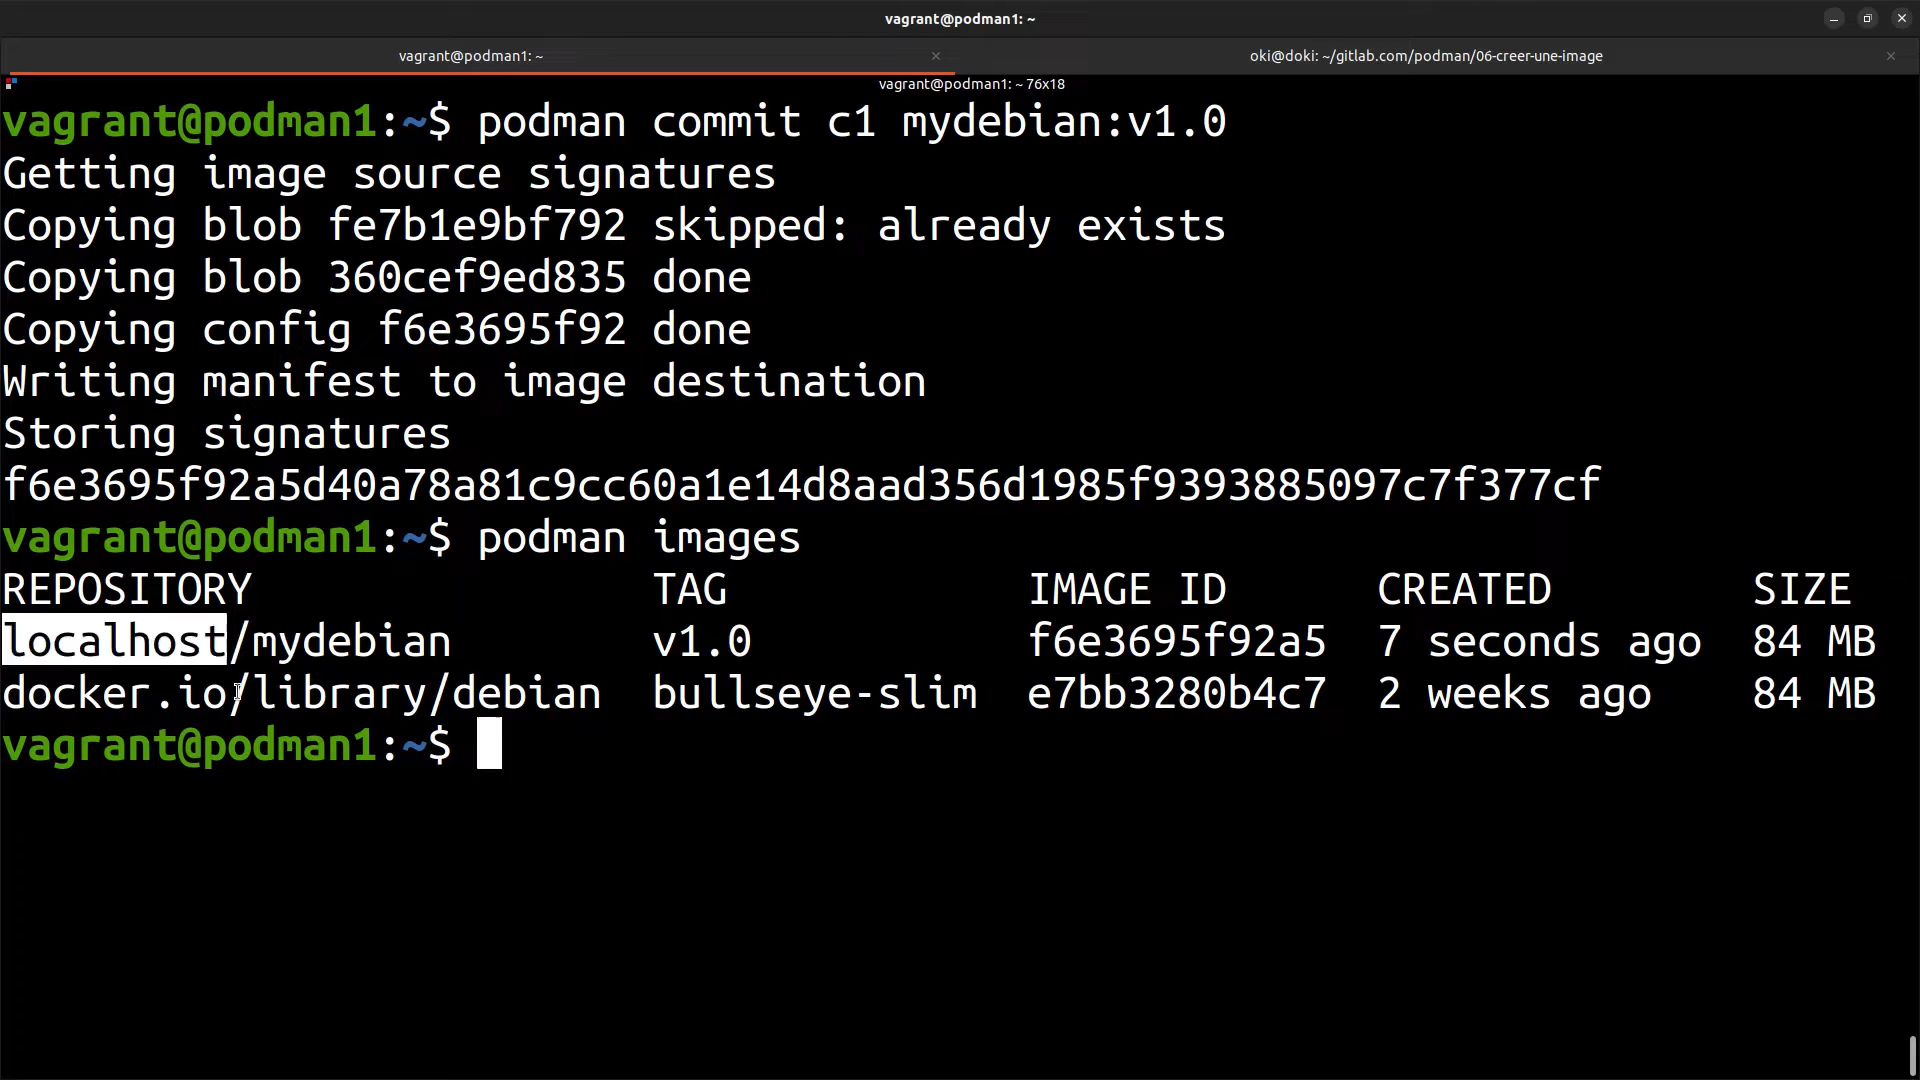 vagrant@podman1: ~
vagrant@podman1: ~
oki@doki: ~/gitlab.com/podman/06-creer-une-image
vagrant@podman1: ~ 76x18
vagrant@podman1:~$ podman commit c1 mydebian:v1.0
Getting image source signatures
Copying blob fe7b1e9bf792 skipped: already exists
Copying blob 360cef9ed835 done
Copying config f6e3695f92 done
Writing manifest to image destination
Storing signatures
f6e3695f92a5d40a78a81c9cc60a1e14d8aad356d1985f9393885097c7f377cf
vagrant@podman1:~$ podman images
REPOSITORY TAG IMAGE ID CREATED SIZE
localhost/mydebian v1.0 f6e3695f92a5 7 seconds ago 84 MB
docker.io/library/debian bullseye-slim e7bb3280b4c7 2 weeks ago 84 MB
vagrant@podman1:~$